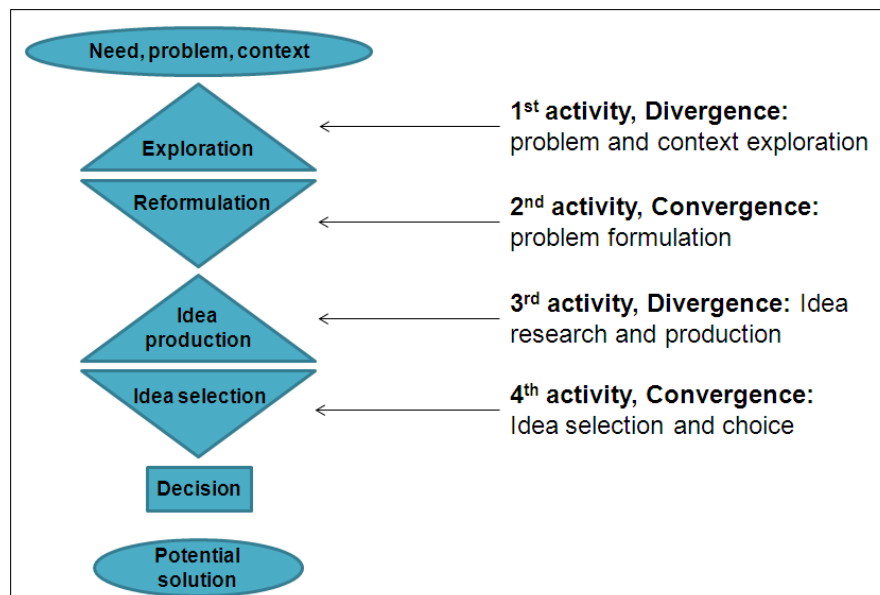 Need, problem, context
Exploration
1st activity, Divergence:
problem and context exploration
Reformulation
2nd activity, Convergence:
problem formulation
Idea
production
3rd activity, Divergence: Idea
research and production
Idea selection
4th activity, Convergence:
Idea selection and choice
Decision
Potential
solution